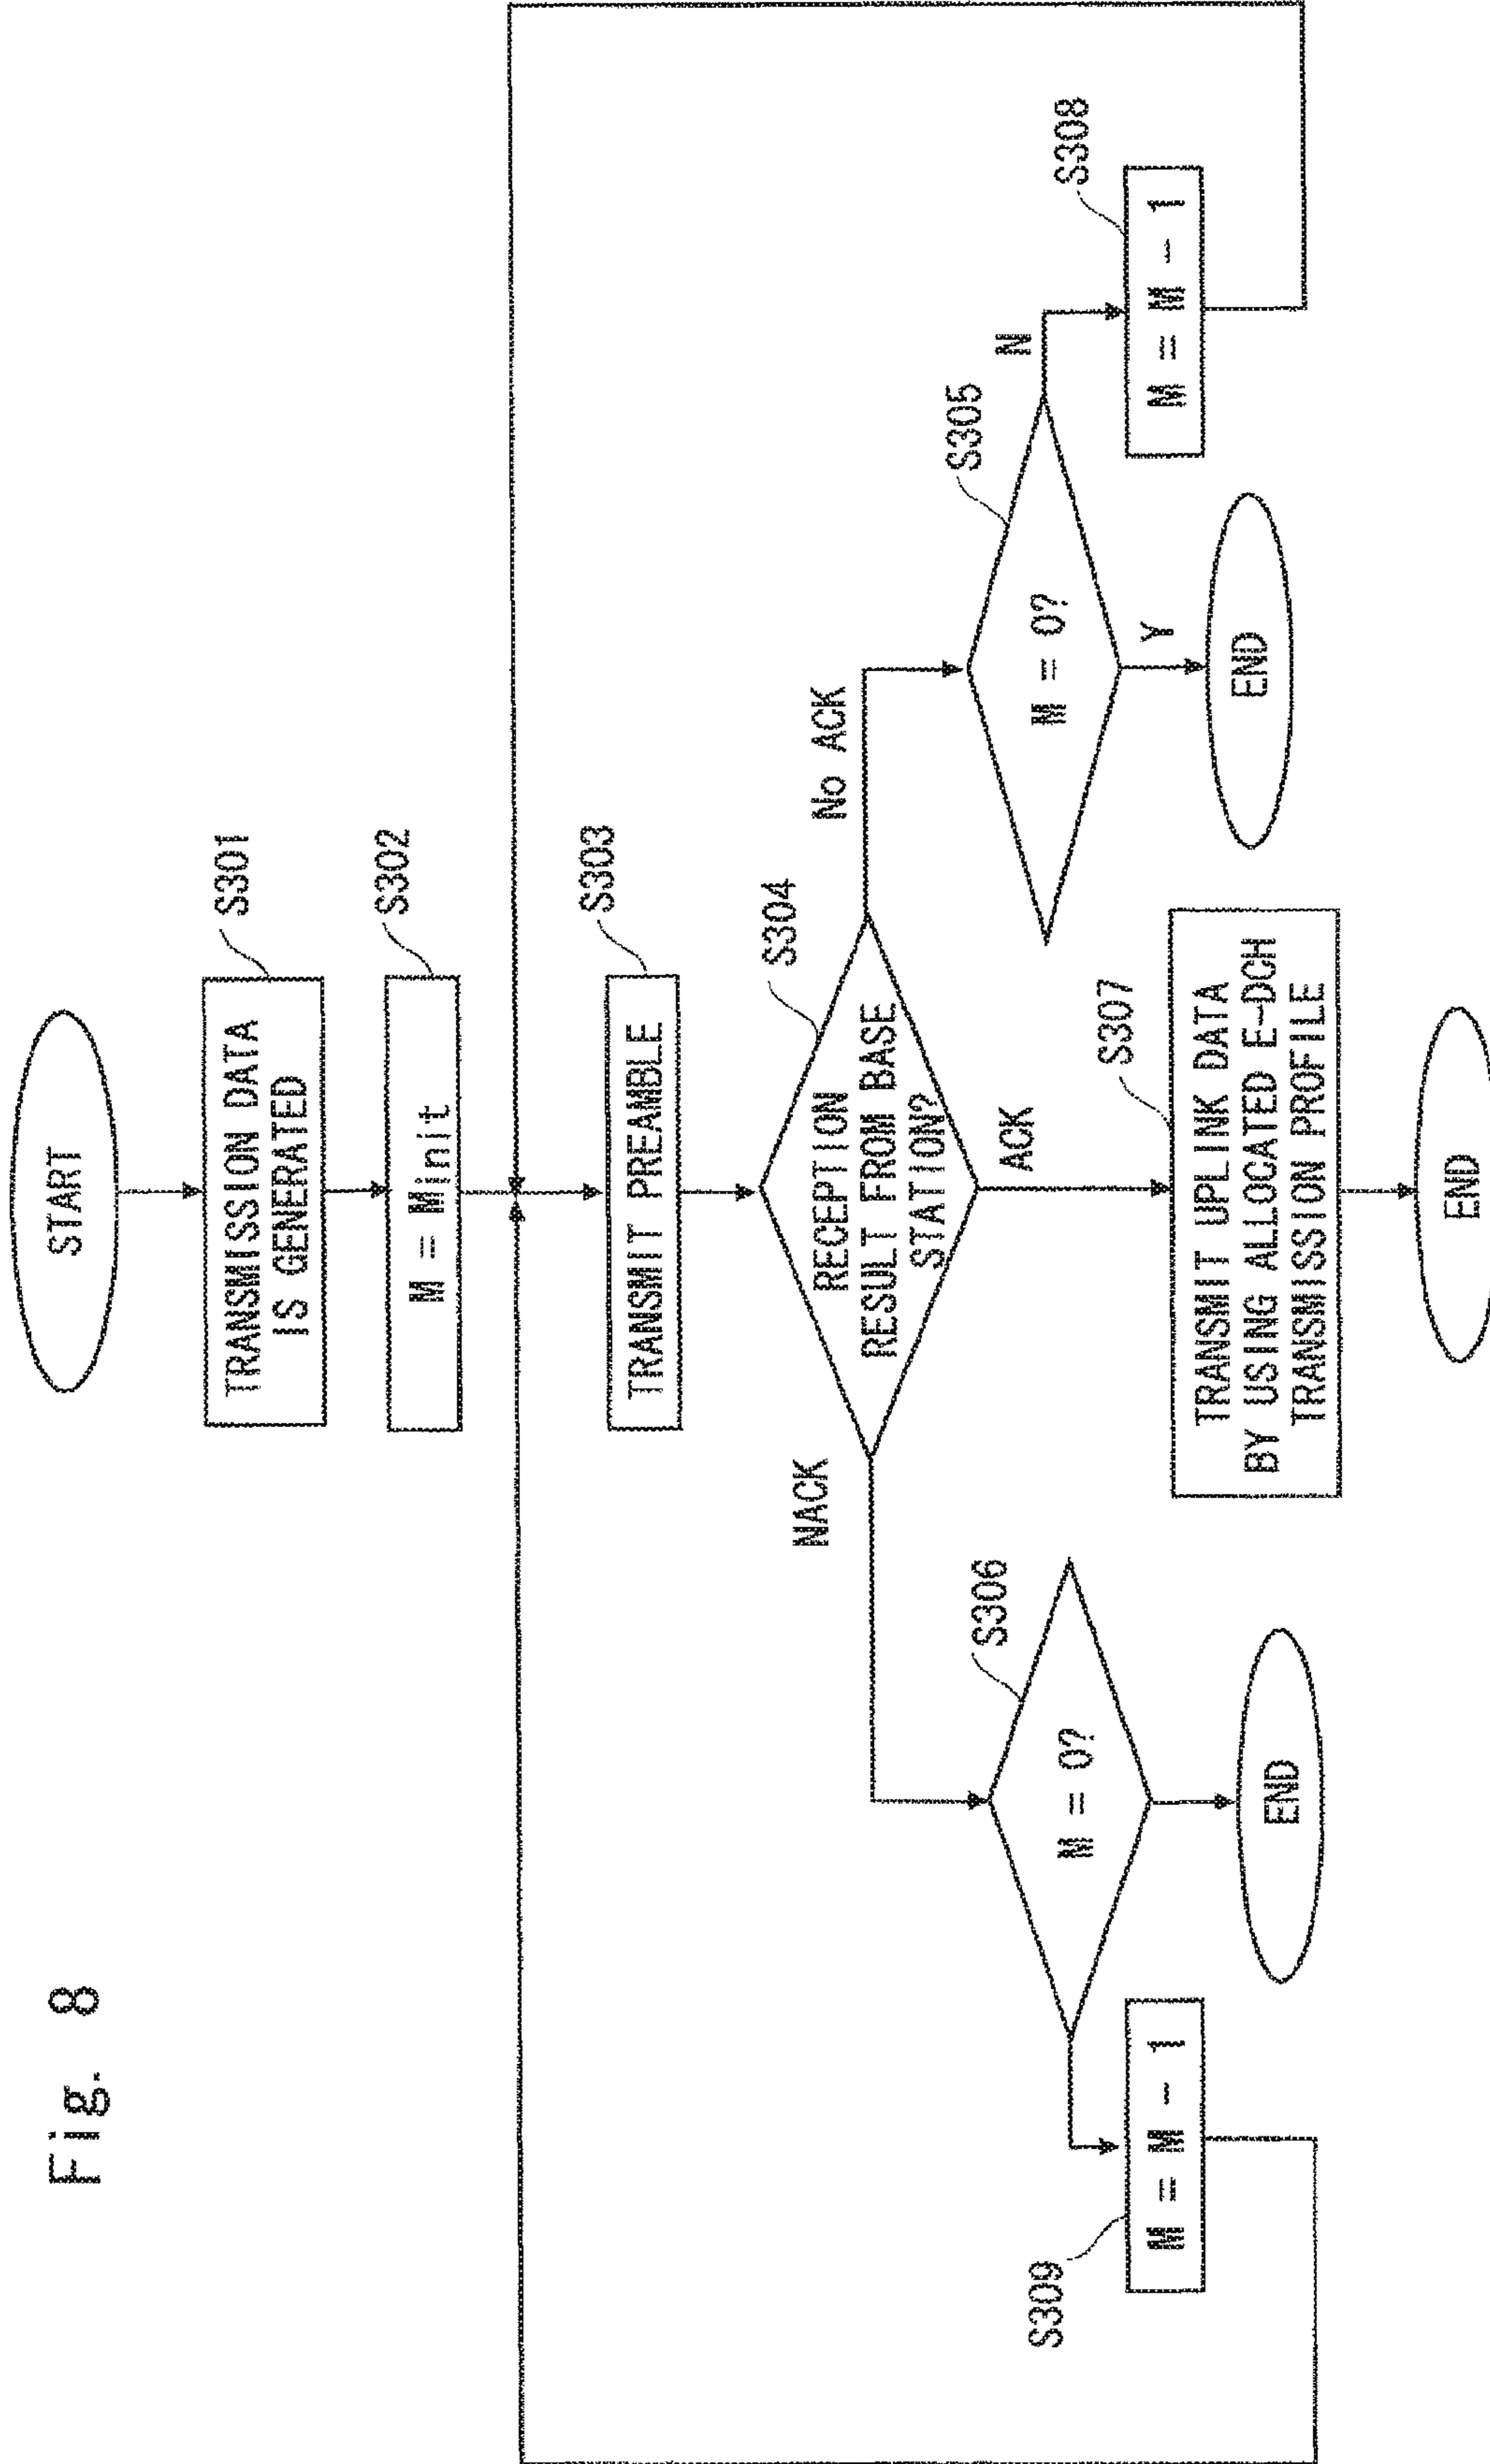 Fig. 8
START
TRANSMISSION DATA
IS GENERATED
S301
M = Minit
S302
TRANSMIT PREAMBLE
S303
RECEPTION
RESULT FROM BASE
STATION?
S304
NACK
ACK
No ACK
M = 0?
S306
M = 0?
S305
N
Y
M = M - 1
S309
END
TRANSMIT UPLINK DATA
BY USING ALLOCATED E-DCH
TRANSMISSION PROFILE
S307
END
M = M - 1
S308
END